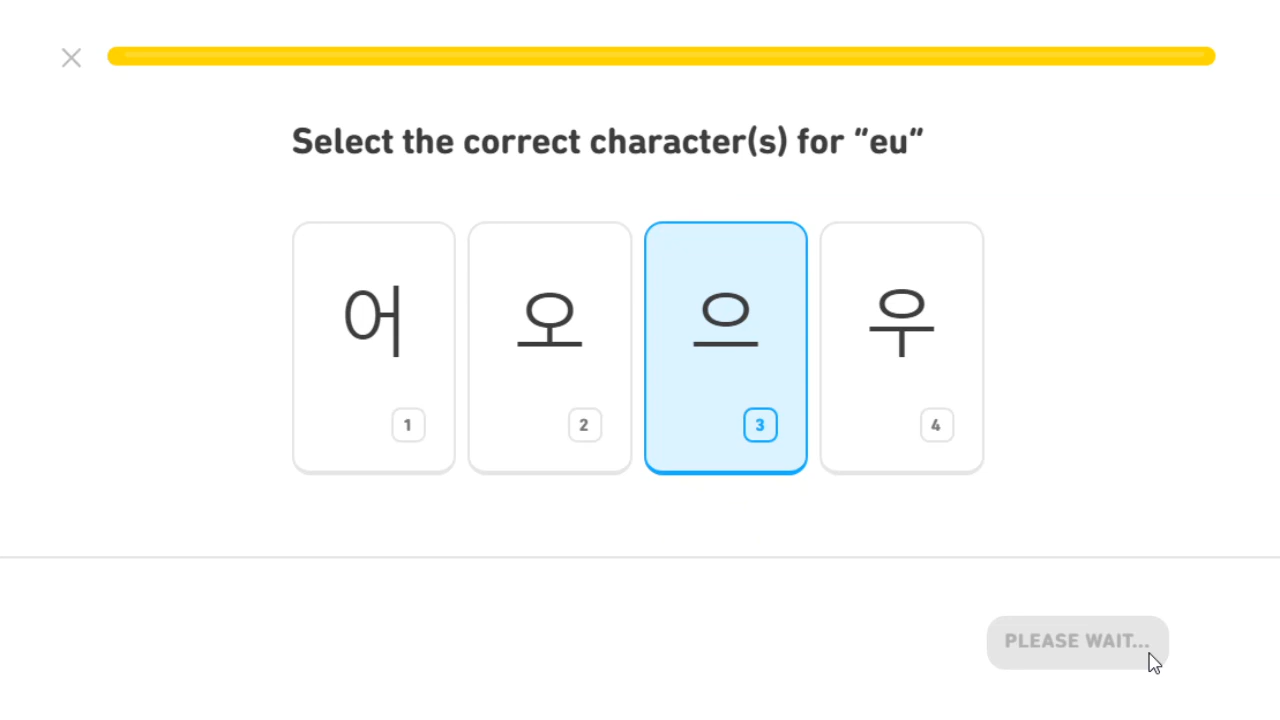 Select the correct character(s) for “eu“
어 오 으 우
1 2 3 4
PLEASE WAIT...